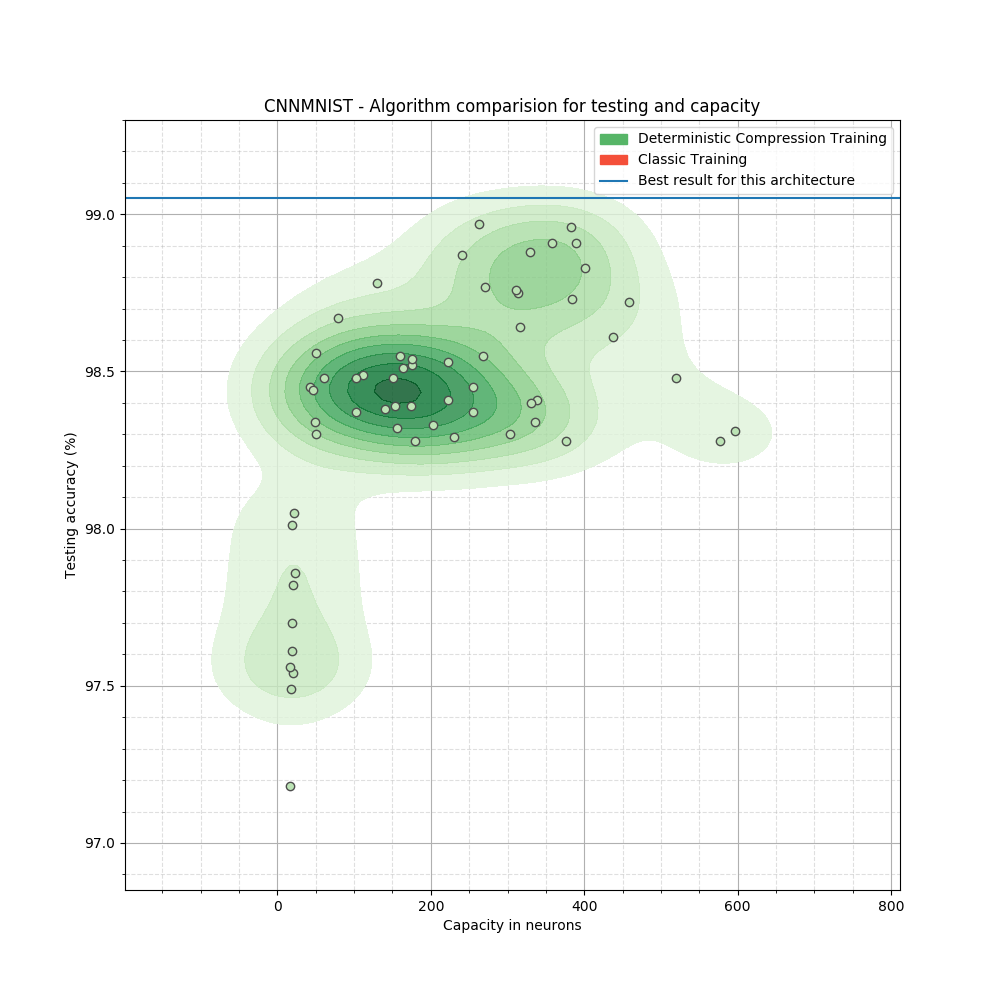 CNNMNIST - Algorithm comparision for testing and capacity
Deterministic Compression Training
Classic Training
Best result for this architecture
99.0
98.5
98.0
97.5
97.0
Testing accuracy (%)
0 200 400 600 800
Capacity in neurons